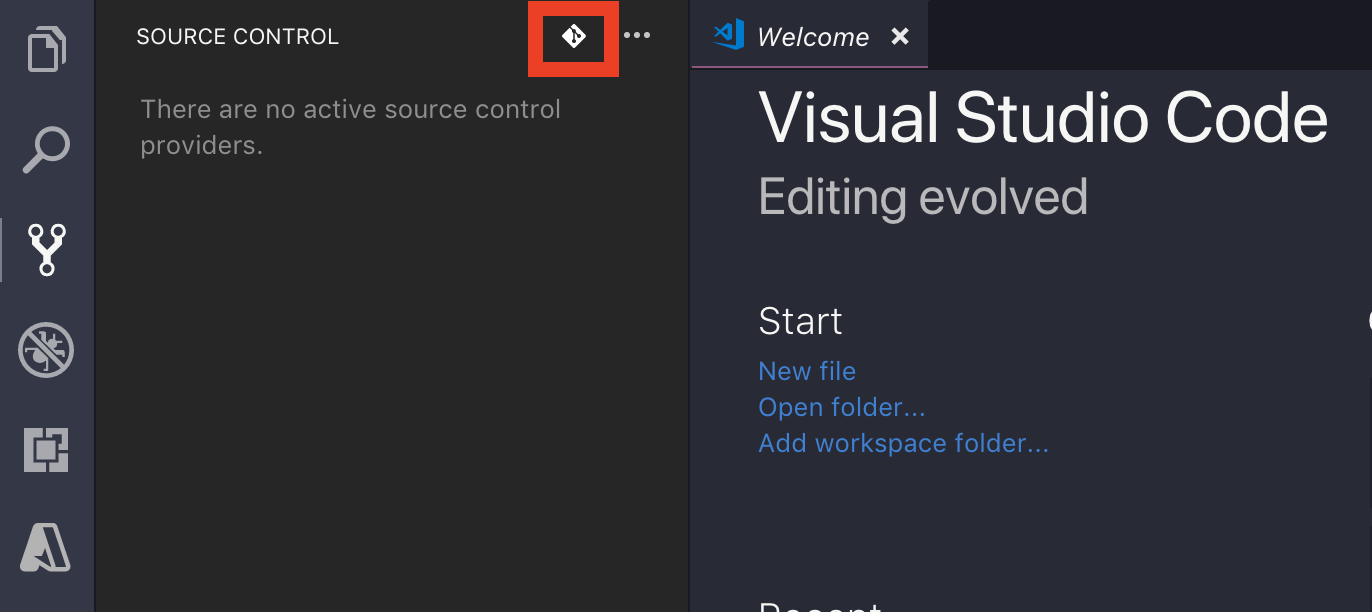 SOURCE CONTROL
There are no active source control
providers.
Welcome
Visual Studio Code
Editing evolved
Start
New file
Open folder...
Add workspace folder...
Recent